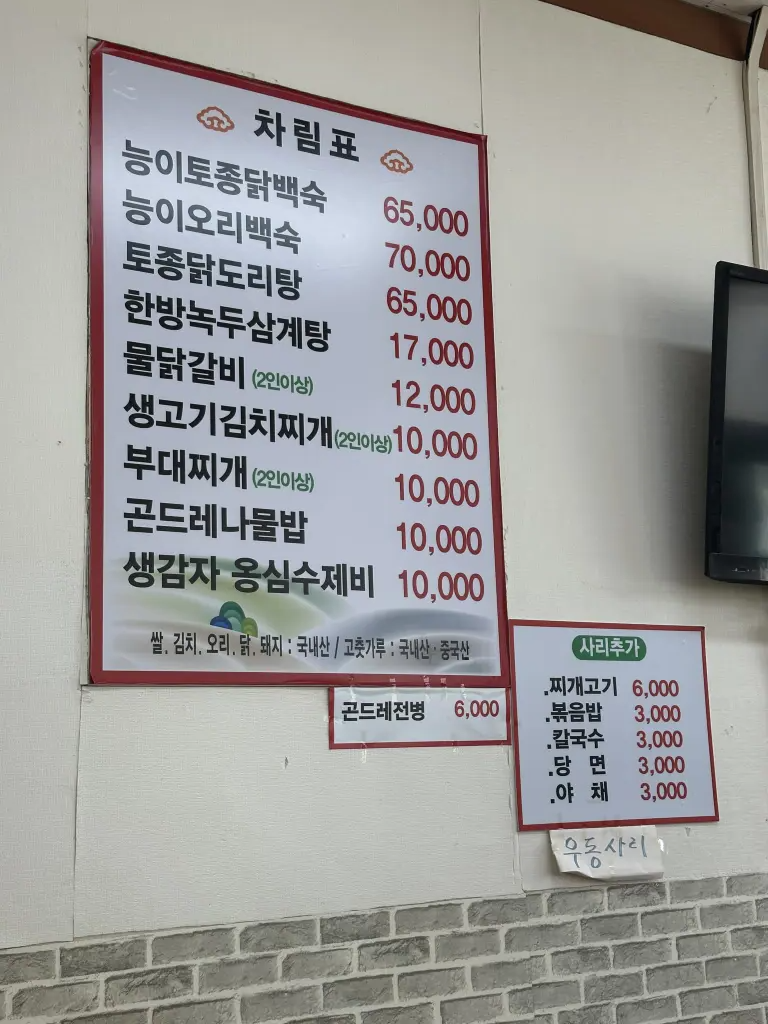 차림표
능이토종닭백숙 65,000
능이오리백숙 70,000
토종닭도리탕 65,000
한방녹두삼계탕 17,000
물닭갈비 (2인이상) 12,000
생고기김치찌개(2인이상) 10,000
부대찌개 (2인이상) 10,000
곤드레나물밥 10,000
생감자 옹심수제비 10,000
쌀. 김치. 오리. 닭. 돼지 : 국내산 / 고춧가루 : 국내산 · 중국산
곤드레전병 6,000
사리추가
.찌개고기 6,000
.볶음밥 3,000
.칼국수 3,000
.당 면 3,000
.야 채 3,000
우동사리